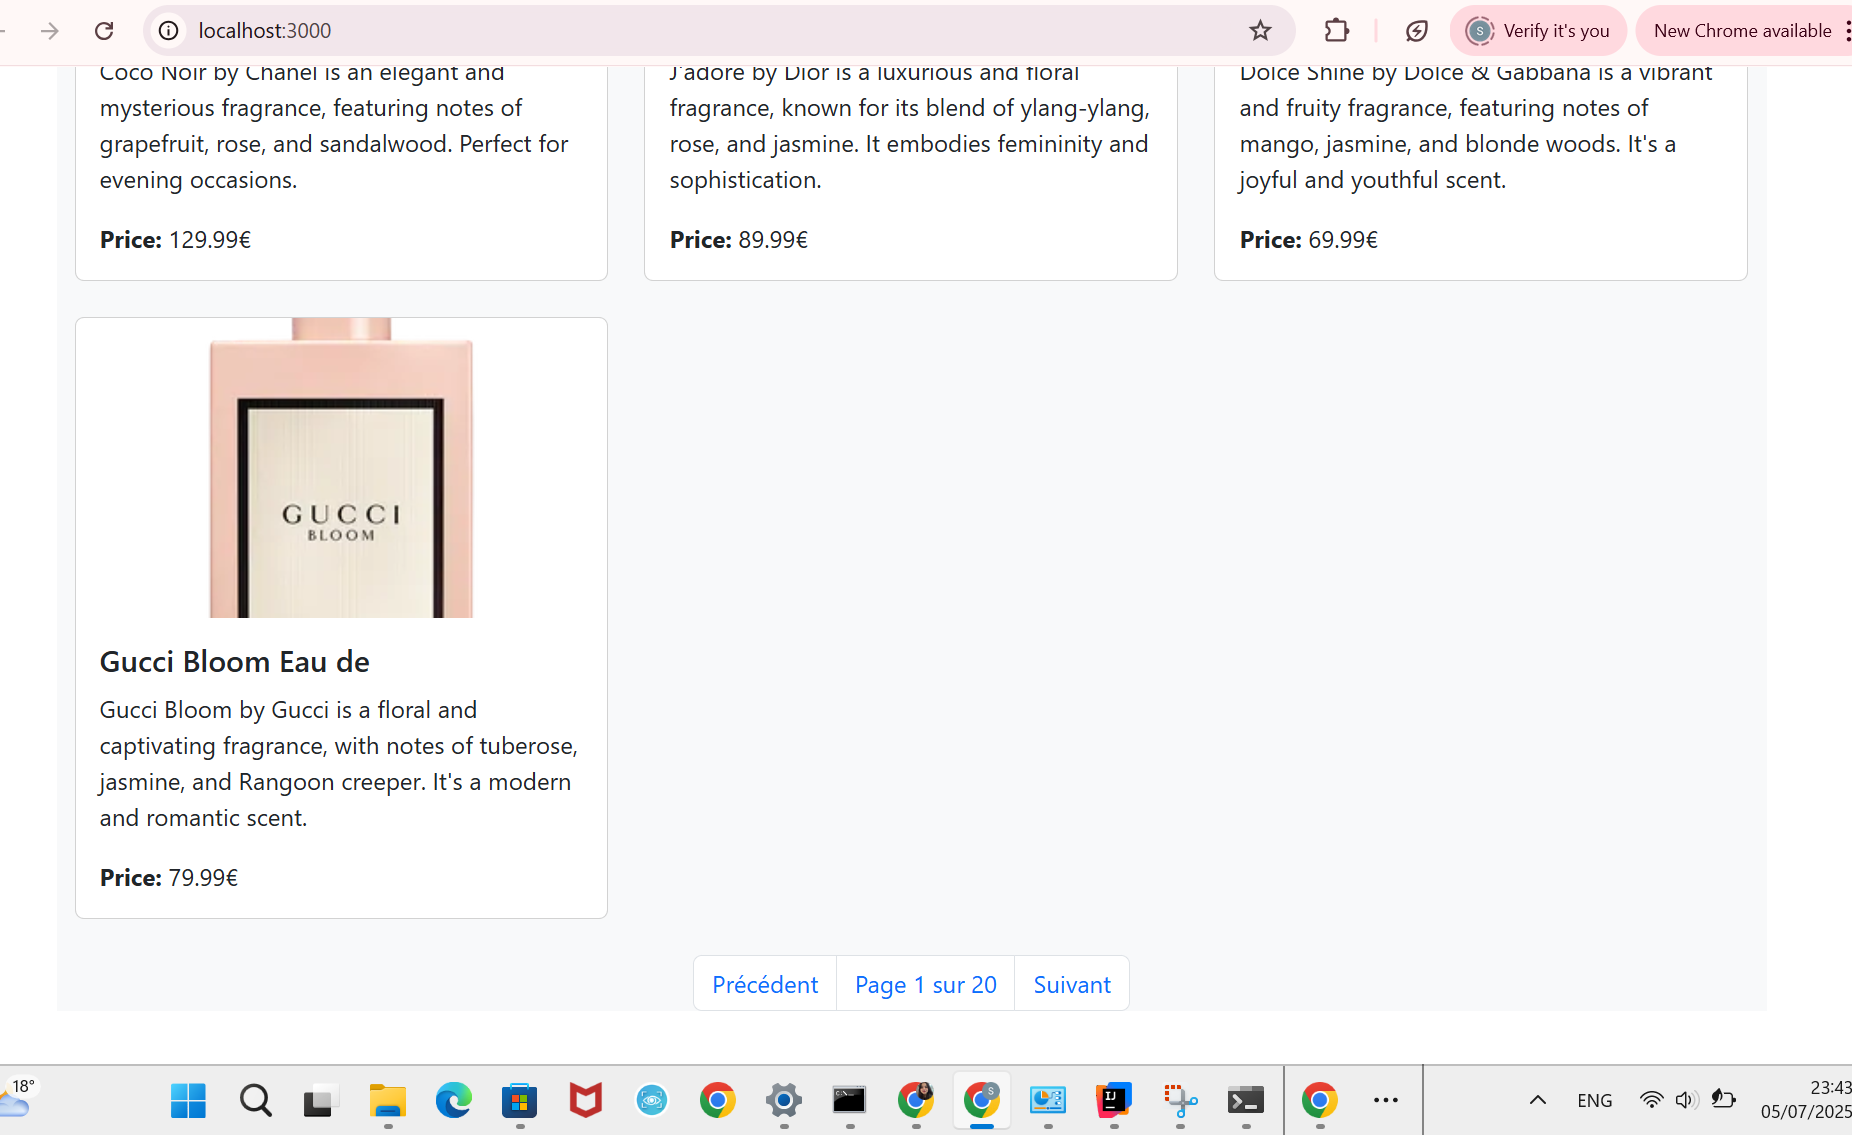 localhost:3000
Verify it's you
New Chrome available
Coco Noir by Chanel is an elegant and
mysterious fragrance, featuring notes of
grapefruit, rose, and sandalwood. Perfect for
evening occasions.
Price: 129.99€
J'adore by Dior is a luxurious and floral
fragrance, known for its blend of ylang-ylang,
rose, and jasmine. It embodies femininity and
sophistication.
Price: 89.99€
Dolce Shine by Dolce & Gabbana is a vibrant
and fruity fragrance, featuring notes of
mango, jasmine, and blonde woods. It's a
joyful and youthful scent.
Price: 69.99€
GUCCI
BLOOM
Gucci Bloom Eau de
Gucci Bloom by Gucci is a floral and
captivating fragrance, with notes of tuberose,
jasmine, and Rangoon creeper. It's a modern
and romantic scent.
Price: 79.99€
Précédent
Page 1 sur 20
Suivant
18°
ENG
23:43
05/07/2025